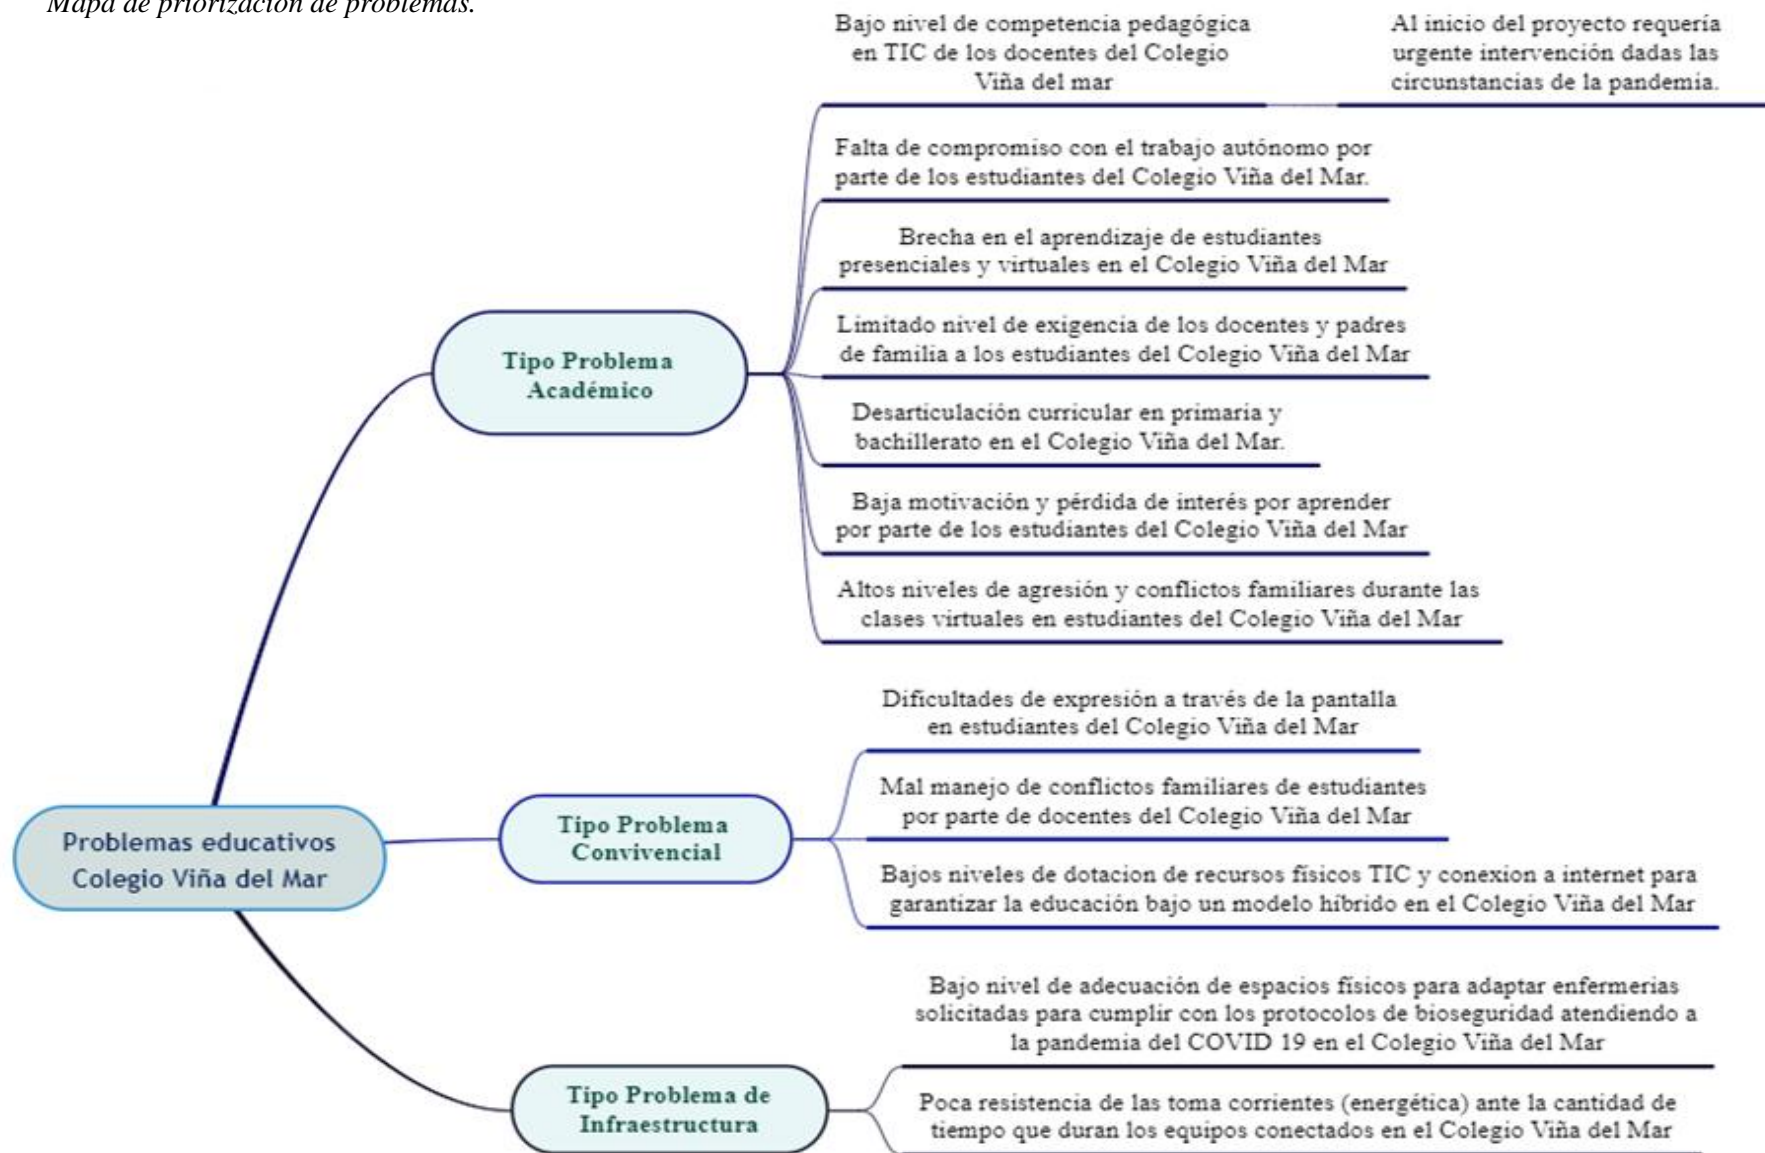 Mapa de priorización de problemas.
Bajo nivel de competencia pedagógica
en TIC de los docentes del Colegio
Viña del mar
Al inicio del proyecto requería
urgente intervención dadas las
circunstancias de la pandemia.
Falta de compromiso con el trabajo autónomo por
parte de los estudiantes del Colegio Viña del Mar.
Brecha en el aprendizaje de estudiantes
presenciales y virtuales en el Colegio Viña del Mar
Limitado nivel de exigencia de los docentes y padres
de familia a los estudiantes del Colegio Viña del Mar
Tipo Problema
Académico
Desarticulación curricular en primaria y
bachillerato en el Colegio Viña del Mar.
Baja motivación y pérdida de interés por aprender
por parte de los estudiantes del Colegio Viña del Mar
Altos niveles de agresión y conflictos familiares durante las
clases virtuales en estudiantes del Colegio Viña del Mar
Dificultades de expresión a través de la pantalla
en estudiantes del Colegio Viña del Mar
Mal manejo de conflictos familiares de estudiantes
por parte de docentes del Colegio Viña del Mar
Tipo Problema
Convivencial
Problemas educativos
Colegio Viña del Mar
Bajos niveles de dotacion de recursos físicos TIC y conexion a internet para
garantizar la educación bajo un modelo híbrido en el Colegio Viña del Mar
Bajo nivel de adecuación de espacios físicos para adaptar enfermerias
solicitadas para cumplir con los protocolos de bioseguridad atendiendo a
la pandemia del COVID 19 en el Colegio Viña del Mar
Tipo Problema de
Infraestructura
Poca resistencia de las toma corrientes (energética) ante la cantidad de
tiempo que duran los equipos conectados en el Colegio Viña del Mar